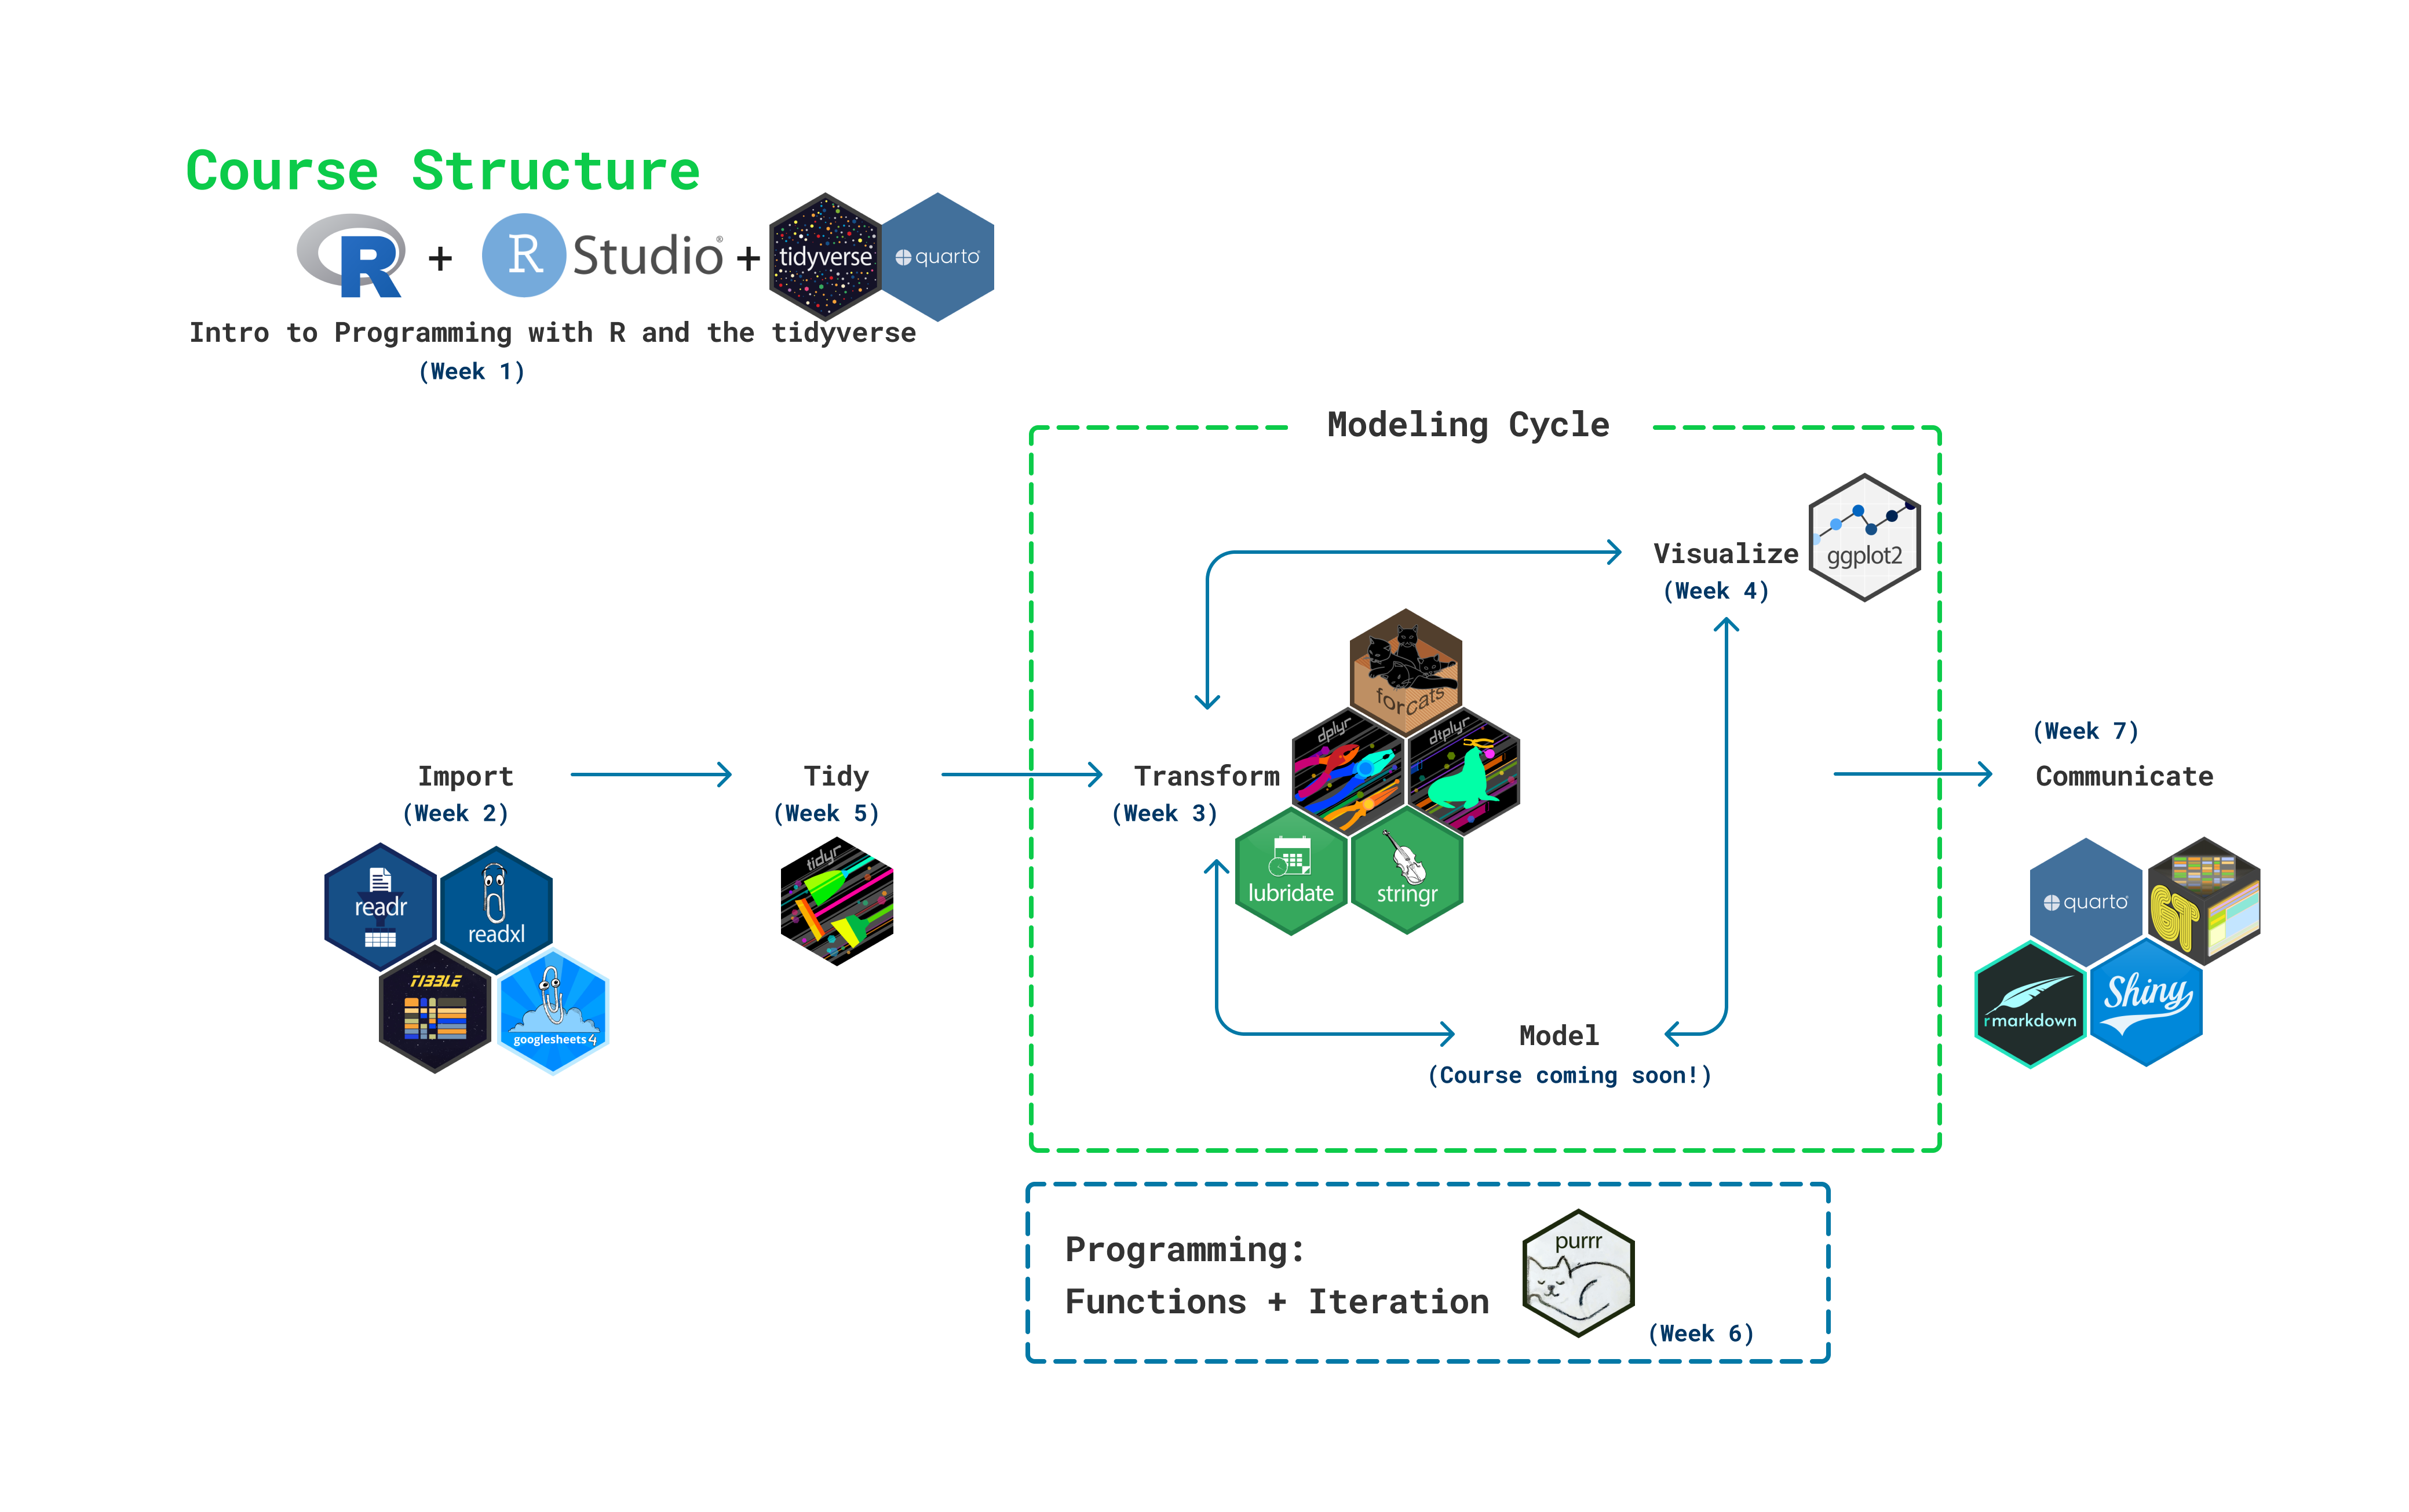 Course Structure
R + R Studio® + tidyverse quarto
Intro to Programming with R and the tidyverse
(Week 1)
Modeling Cycle
ggplot2
Visualize
(Week 4)
forcats
dplyr dtplyr
(Week 7)
Import Tidy Transform Communicate
(Week 2) (Week 5) (Week 3)
tidyr
lubridate stringr
readr readxl
quarto GT
TIBBLE googlesheets4
rmarkdown Shiny
Model
(Course coming soon!)
Programming:
Functions + Iteration
purrr
(Week 6)